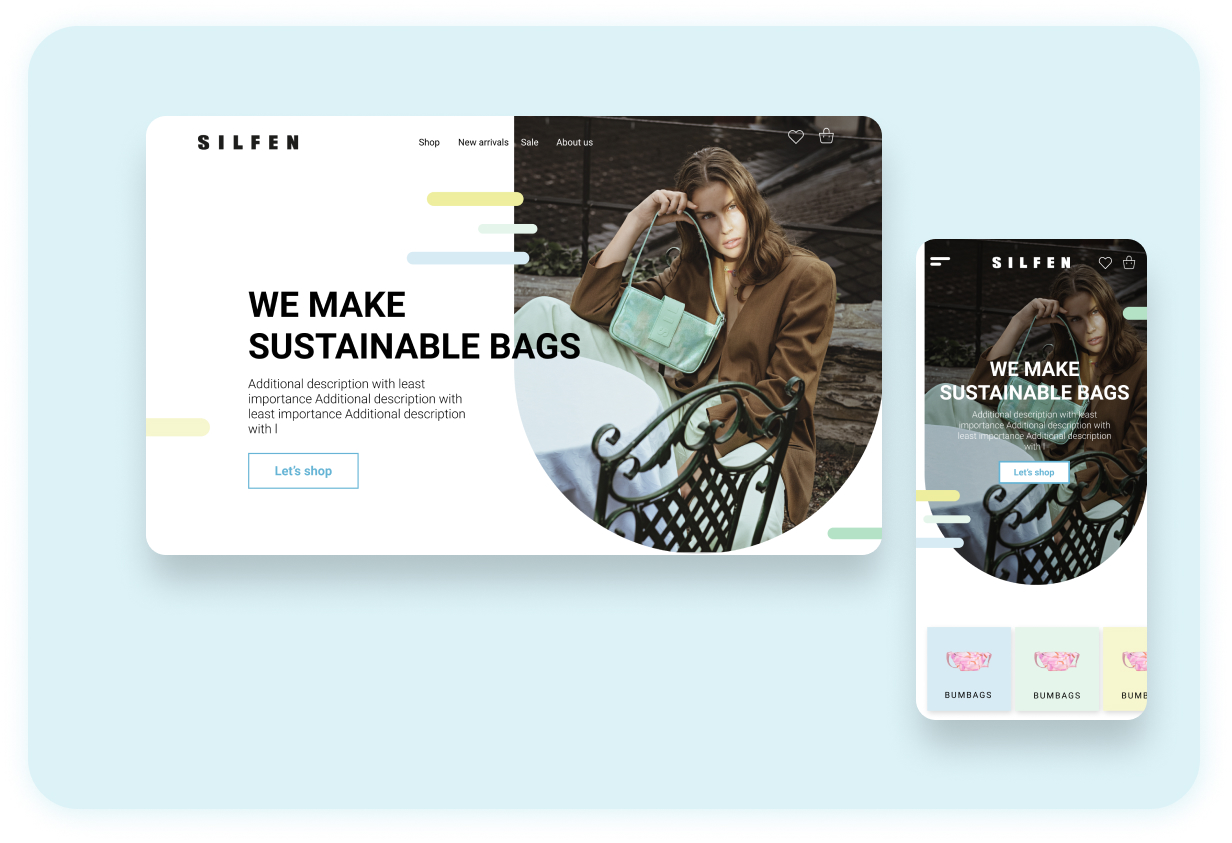 SILFEN
Shop New arrivals Sale About us
WE MAKE
SUSTAINABLE BAGS
Additional description with least
importance Additional description with
least importance Additional description
with l
Let's shop
SILFEN
WE MAKE
SUSTAINABLE BAGS
Additional description with least
importance Additional description with
least importance Additional description
with l
Let's shop
BUMBAGS
BUMBAGS
BUMB